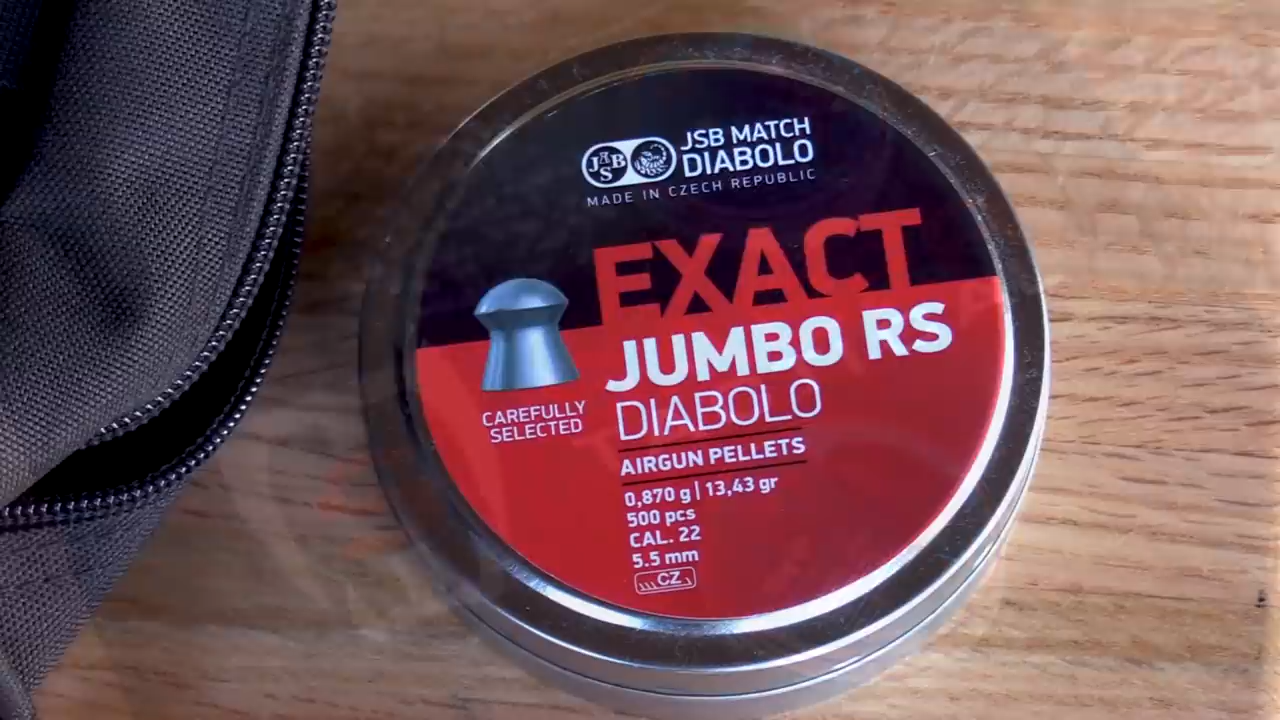 JSB
JSB MATCH
DIABOLO
MADE IN CZECH REPUBLIC
EXACT
JUMBO RS
DIABOLO
CAREFULLY
SELECTED
AIRGUN PELLETS
0,870 g | 13,43 gr
500 pcs
CAL. 22
5.5 mm
CZ